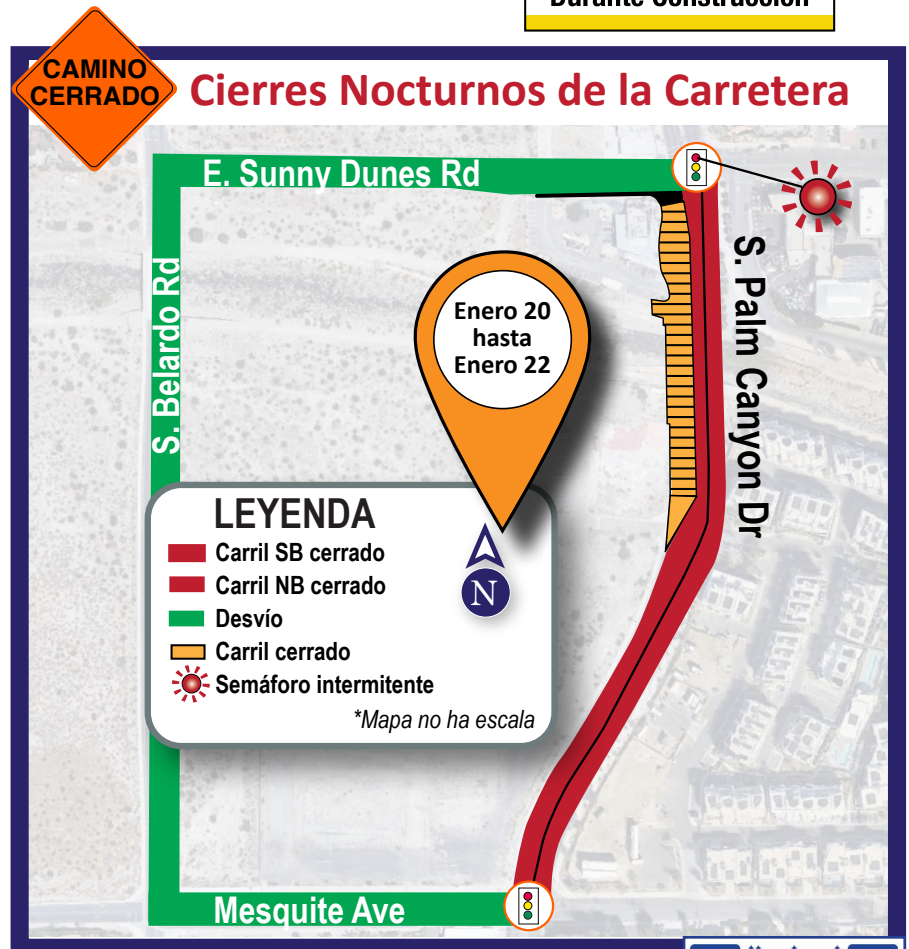 Durante Construcción
CAMINO
CERRADO
Cierres Nocturnos de la Carretera
E. Sunny Dunes Rd
S. Belardo Rd
S. Palm Canyon Dr
Enero 20
hasta
Enero 22
LEYENDA
Carril SB cerrado
Carril NB cerrado
Desvío
Carril cerrado
Semáforo intermitente
*Mapa no ha escala
N
Mesquite Ave